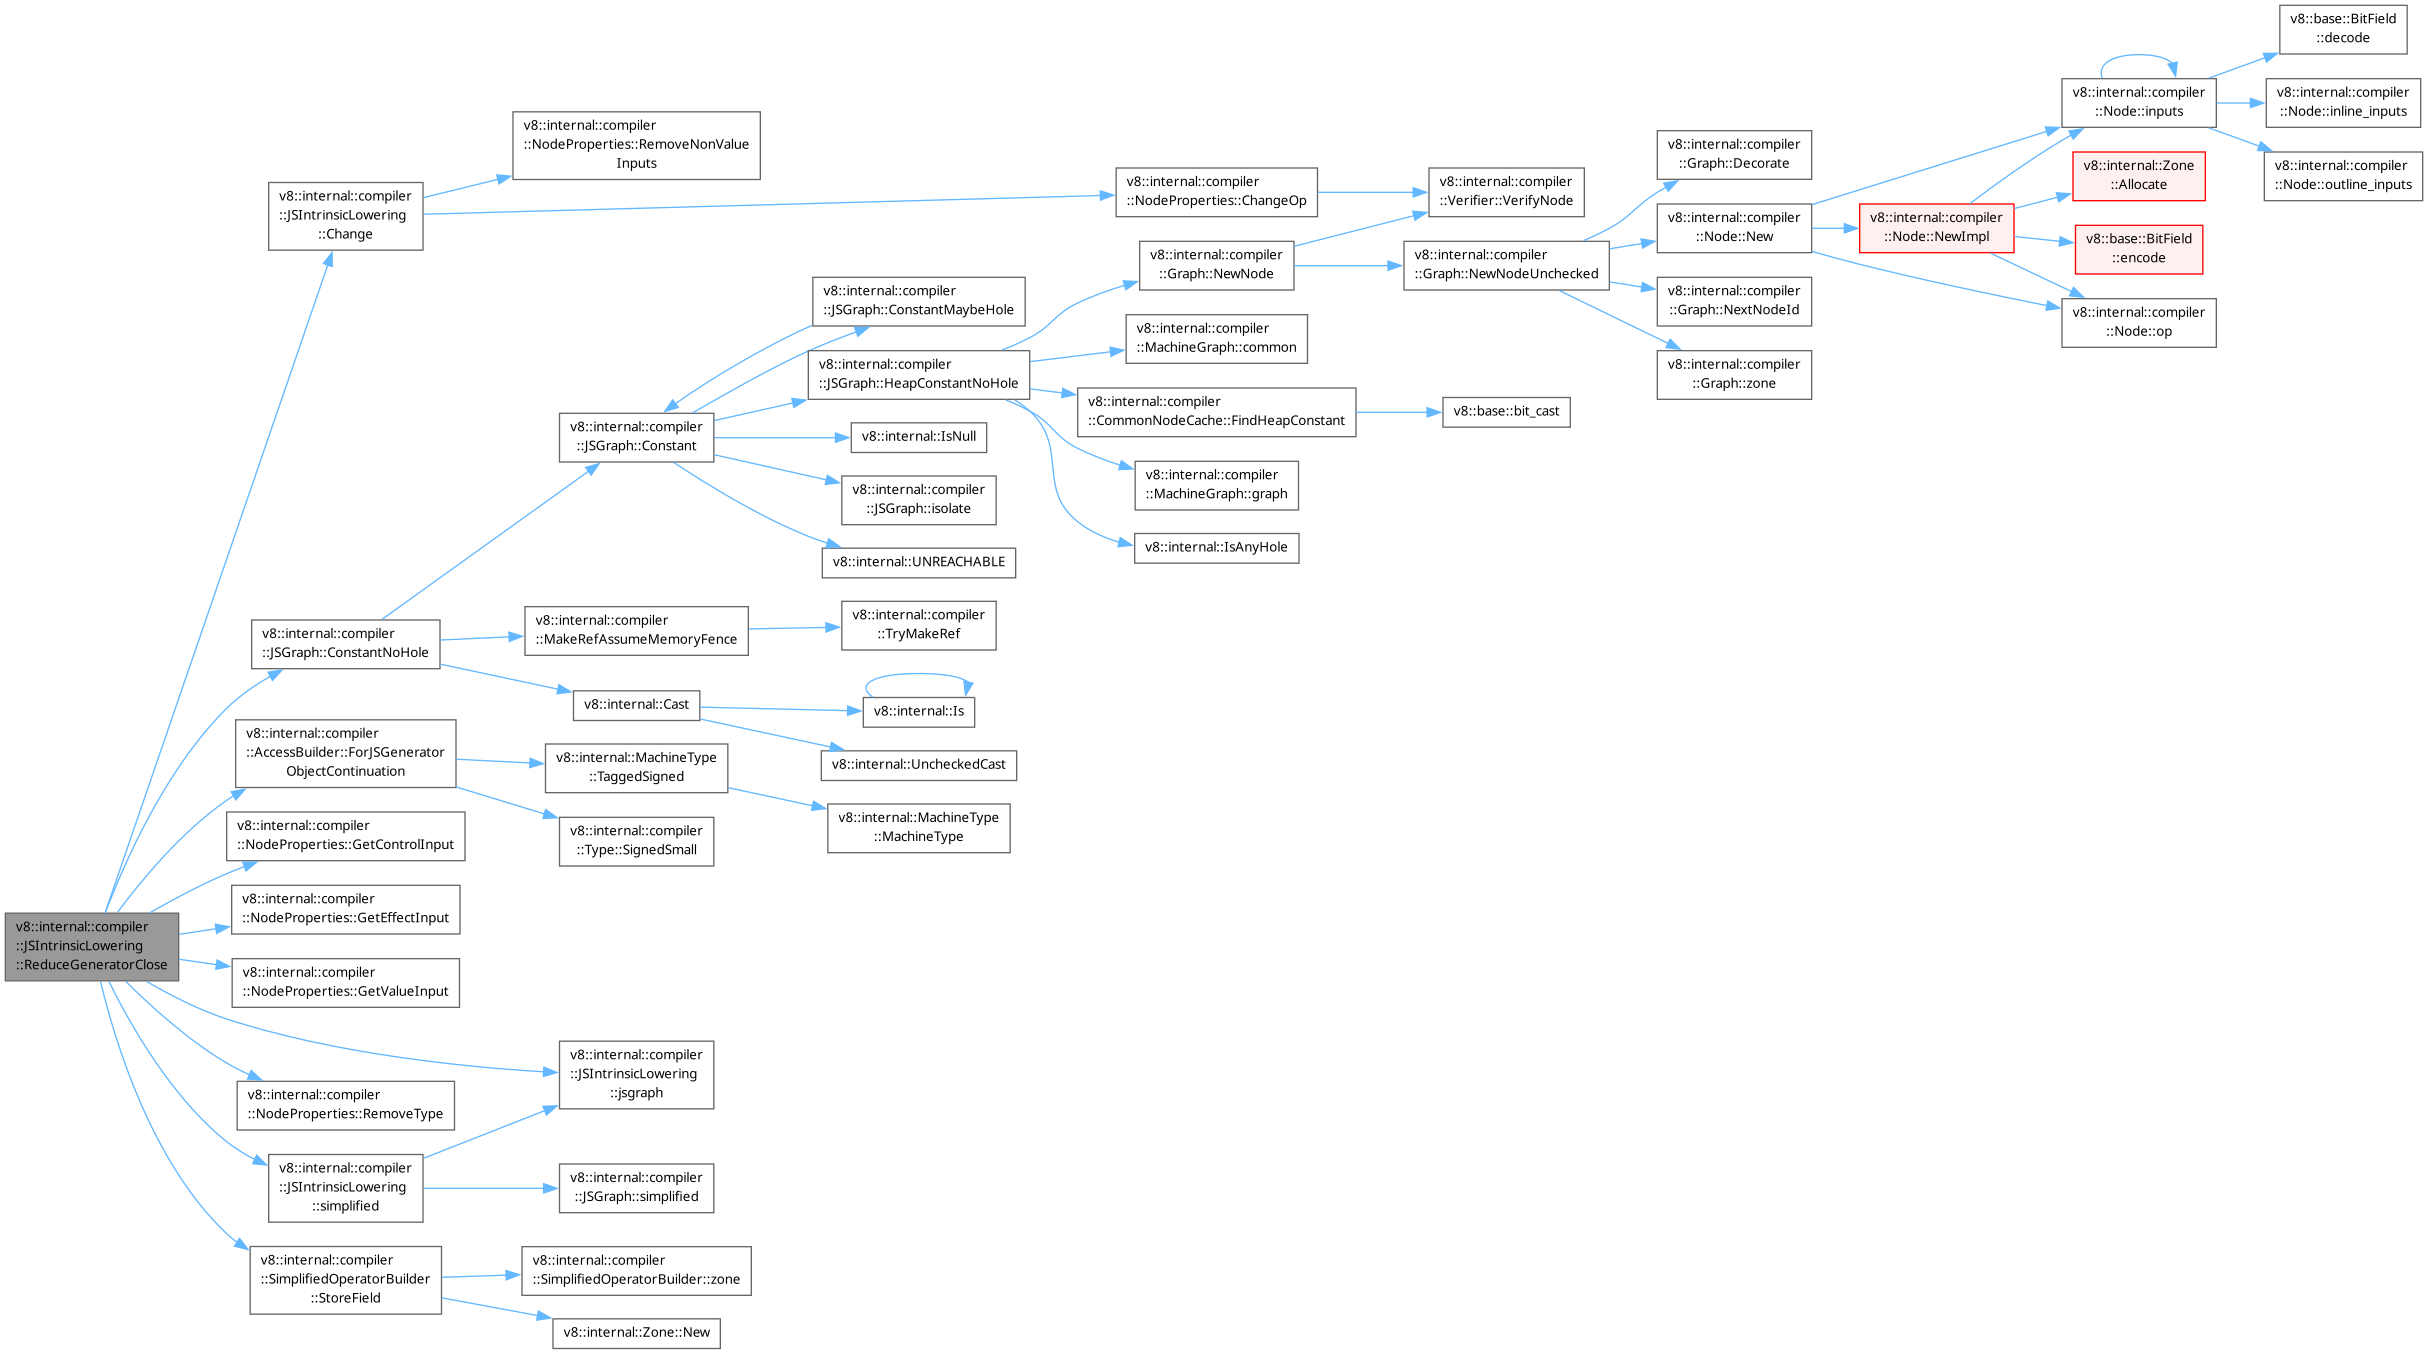 v8::internal::compiler
::JSIntrinsicLowering
::ReduceGeneratorClose
v8::internal::compiler
::JSIntrinsicLowering
::Change
v8::internal::compiler
::NodeProperties::RemoveNonValue
Inputs
v8::internal::compiler
::NodeProperties::ChangeOp
v8::internal::compiler
::Verifier::VerifyNode
v8::internal::compiler
::JSGraph::ConstantNoHole
v8::internal::compiler
::JSGraph::Constant
v8::internal::compiler
::JSGraph::ConstantMaybeHole
v8::internal::compiler
::JSGraph::HeapConstantNoHole
v8::internal::compiler
::Graph::NewNode
v8::internal::compiler
::Graph::NewNodeUnchecked
v8::internal::compiler
::Graph::Decorate
v8::internal::compiler
::Node::New
v8::internal::compiler
::Node::inputs
v8::base::BitField
::decode
v8::internal::compiler
::Node::inline_inputs
v8::internal::compiler
::Node::outline_inputs
v8::internal::compiler
::Node::NewImpl
v8::internal::Zone
::Allocate
v8::base::BitField
::encode
v8::internal::compiler
::Node::op
v8::internal::compiler
::Graph::NextNodeId
v8::internal::compiler
::Graph::zone
v8::internal::compiler
::MachineGraph::common
v8::internal::compiler
::CommonNodeCache::FindHeapConstant
v8::base::bit_cast
v8::internal::compiler
::MachineGraph::graph
v8::internal::IsAnyHole
v8::internal::IsNull
v8::internal::compiler
::JSGraph::isolate
v8::internal::UNREACHABLE
v8::internal::compiler
::MakeRefAssumeMemoryFence
v8::internal::compiler
::TryMakeRef
v8::internal::Cast
v8::internal::Is
v8::internal::UncheckedCast
v8::internal::compiler
::AccessBuilder::ForJSGenerator
ObjectContinuation
v8::internal::MachineType
::TaggedSigned
v8::internal::MachineType
::MachineType
v8::internal::compiler
::Type::SignedSmall
v8::internal::compiler
::NodeProperties::GetControlInput
v8::internal::compiler
::NodeProperties::GetEffectInput
v8::internal::compiler
::NodeProperties::GetValueInput
v8::internal::compiler
::JSIntrinsicLowering
::jsgraph
v8::internal::compiler
::NodeProperties::RemoveType
v8::internal::compiler
::JSIntrinsicLowering
::simplified
v8::internal::compiler
::JSGraph::simplified
v8::internal::compiler
::SimplifiedOperatorBuilder
::StoreField
v8::internal::compiler
::SimplifiedOperatorBuilder::zone
v8::internal::Zone::New